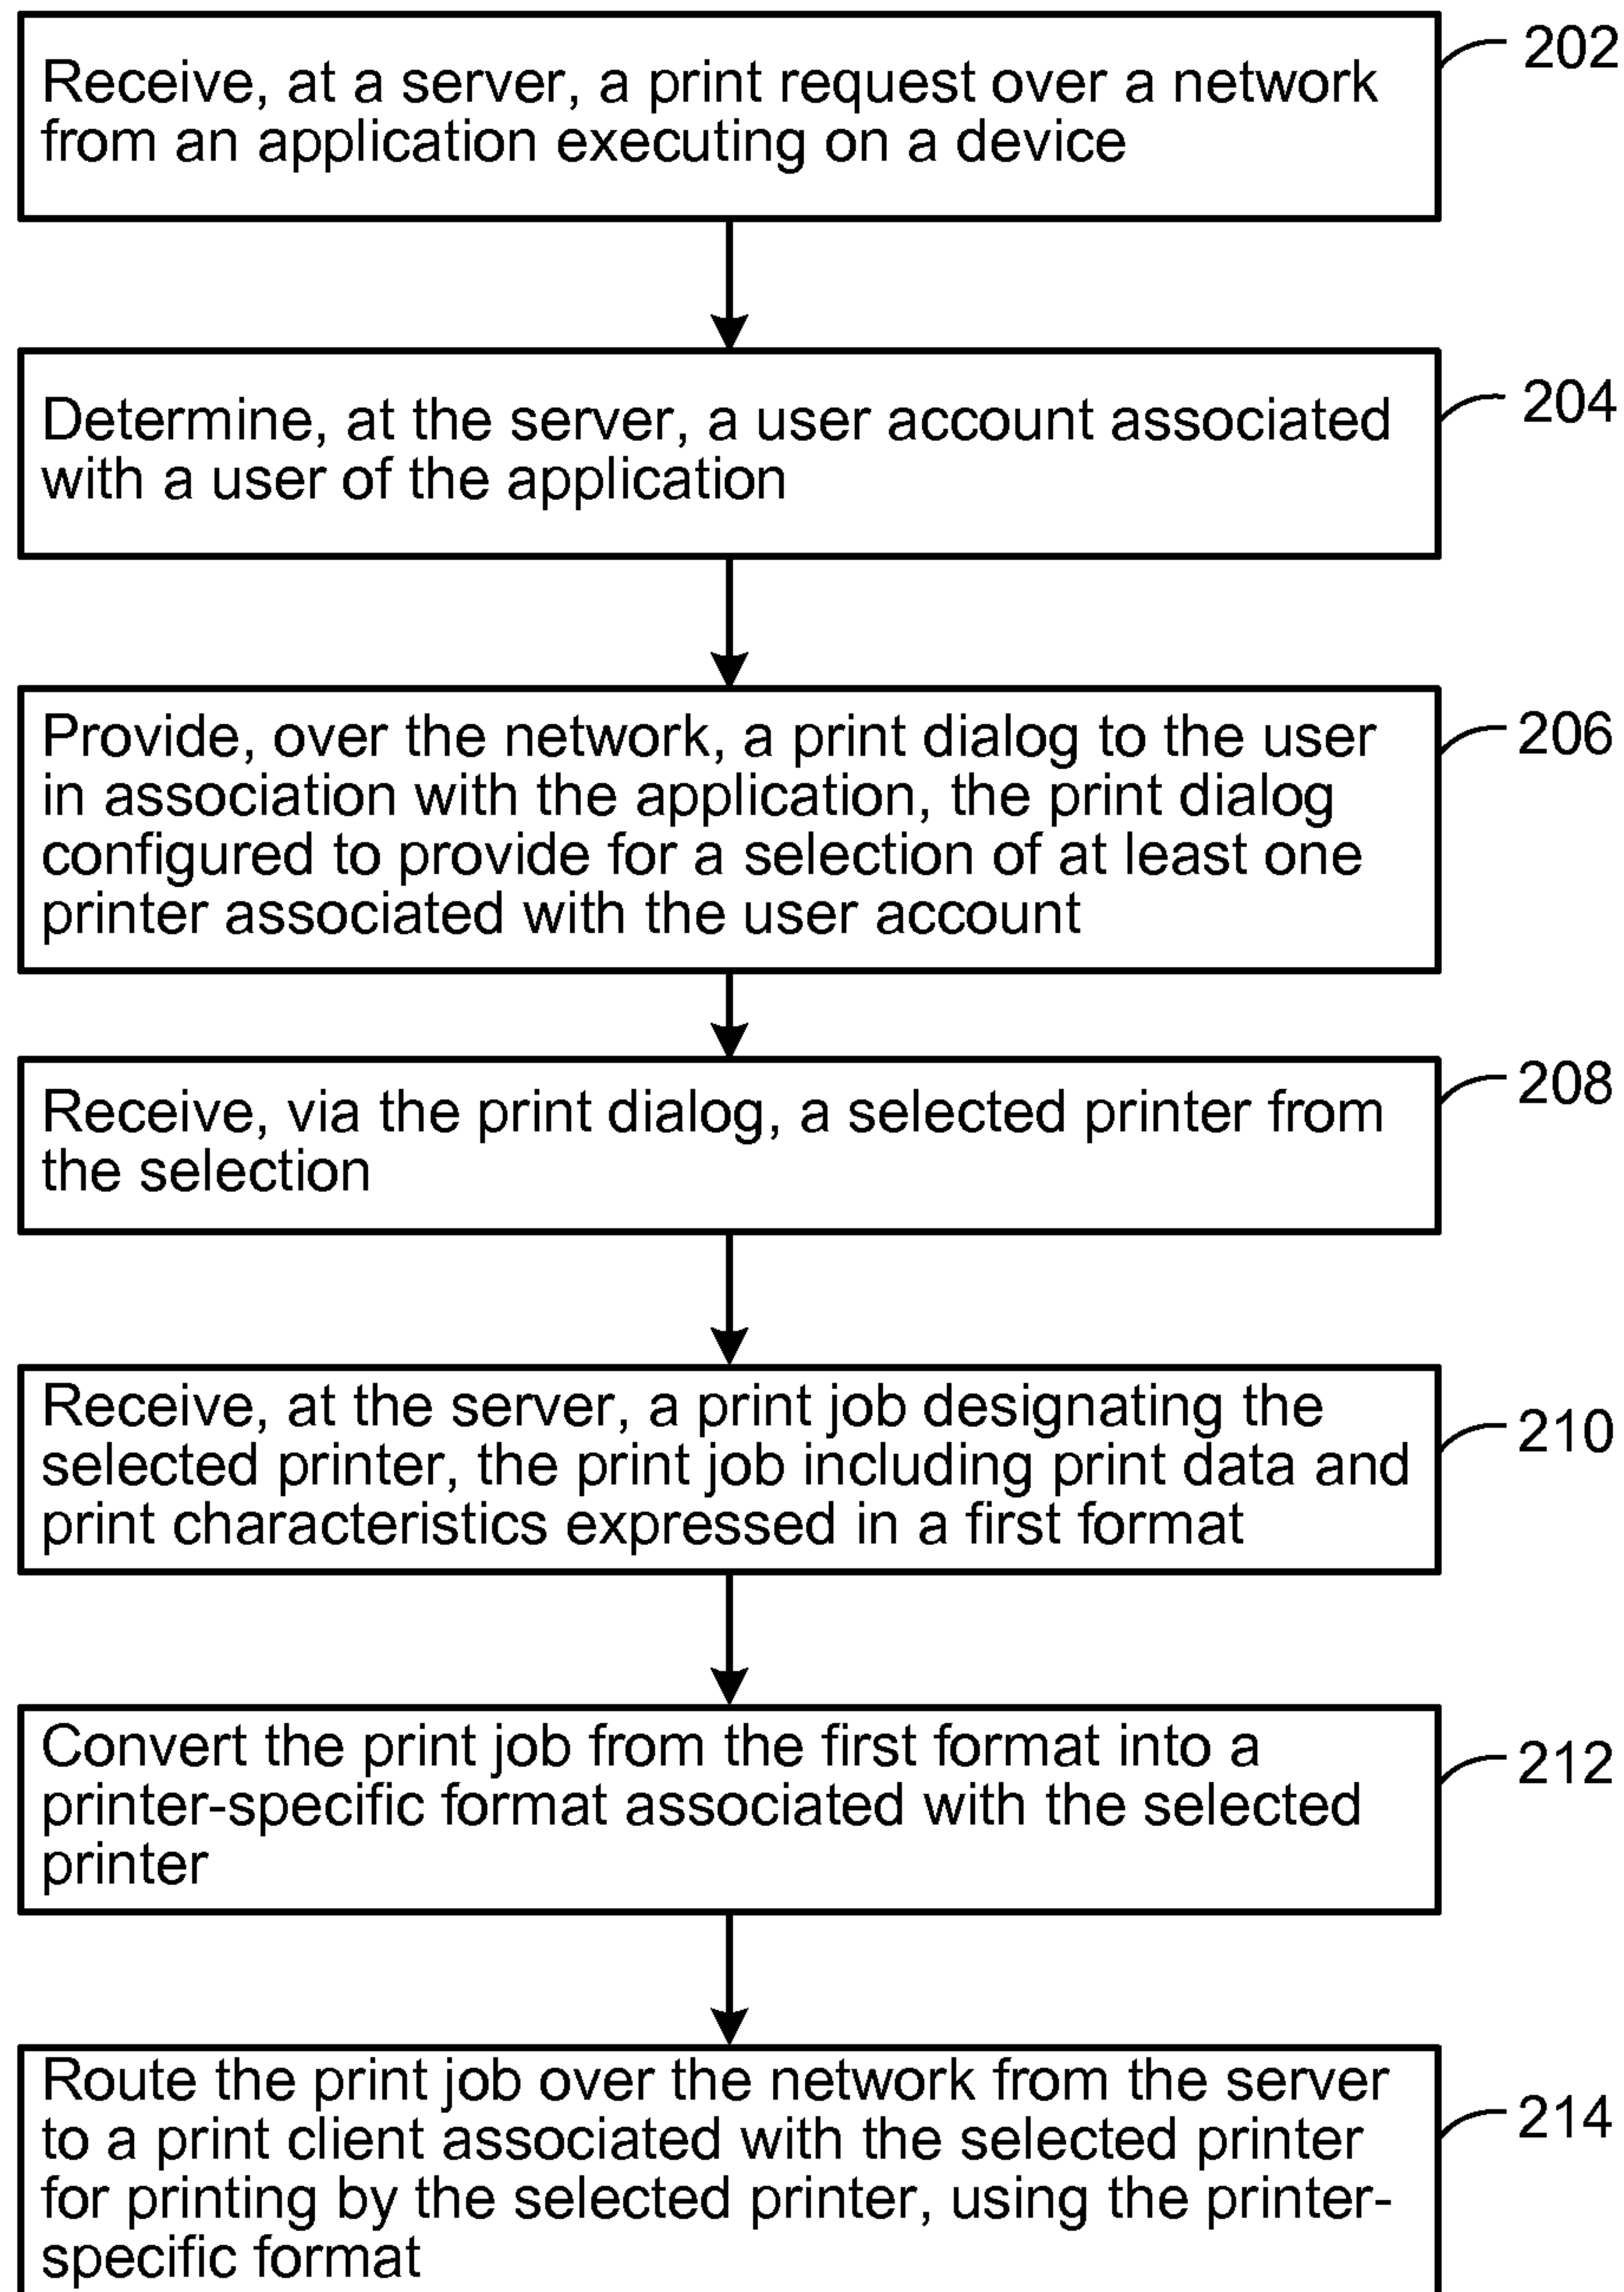 Receive, at a server, a print request over a network
from an application executing on a device
202
Determine, at the server, a user account associated
with a user of the application
204
Provide, over the network, a print dialog to the user
in association with the application, the print dialog
configured to provide for a selection of at least one
printer associated with the user account
206
Receive, via the print dialog, a selected printer from
the selection
208
Receive, at the server, a print job designating the
selected printer, the print job including print data and
print characteristics expressed in a first format
210
Convert the print job from the first format into a
printer-specific format associated with the selected
printer
212
Route the print job over the network from the server
to a print client associated with the selected printer
for printing by the selected printer, using the printer-
specific format
214